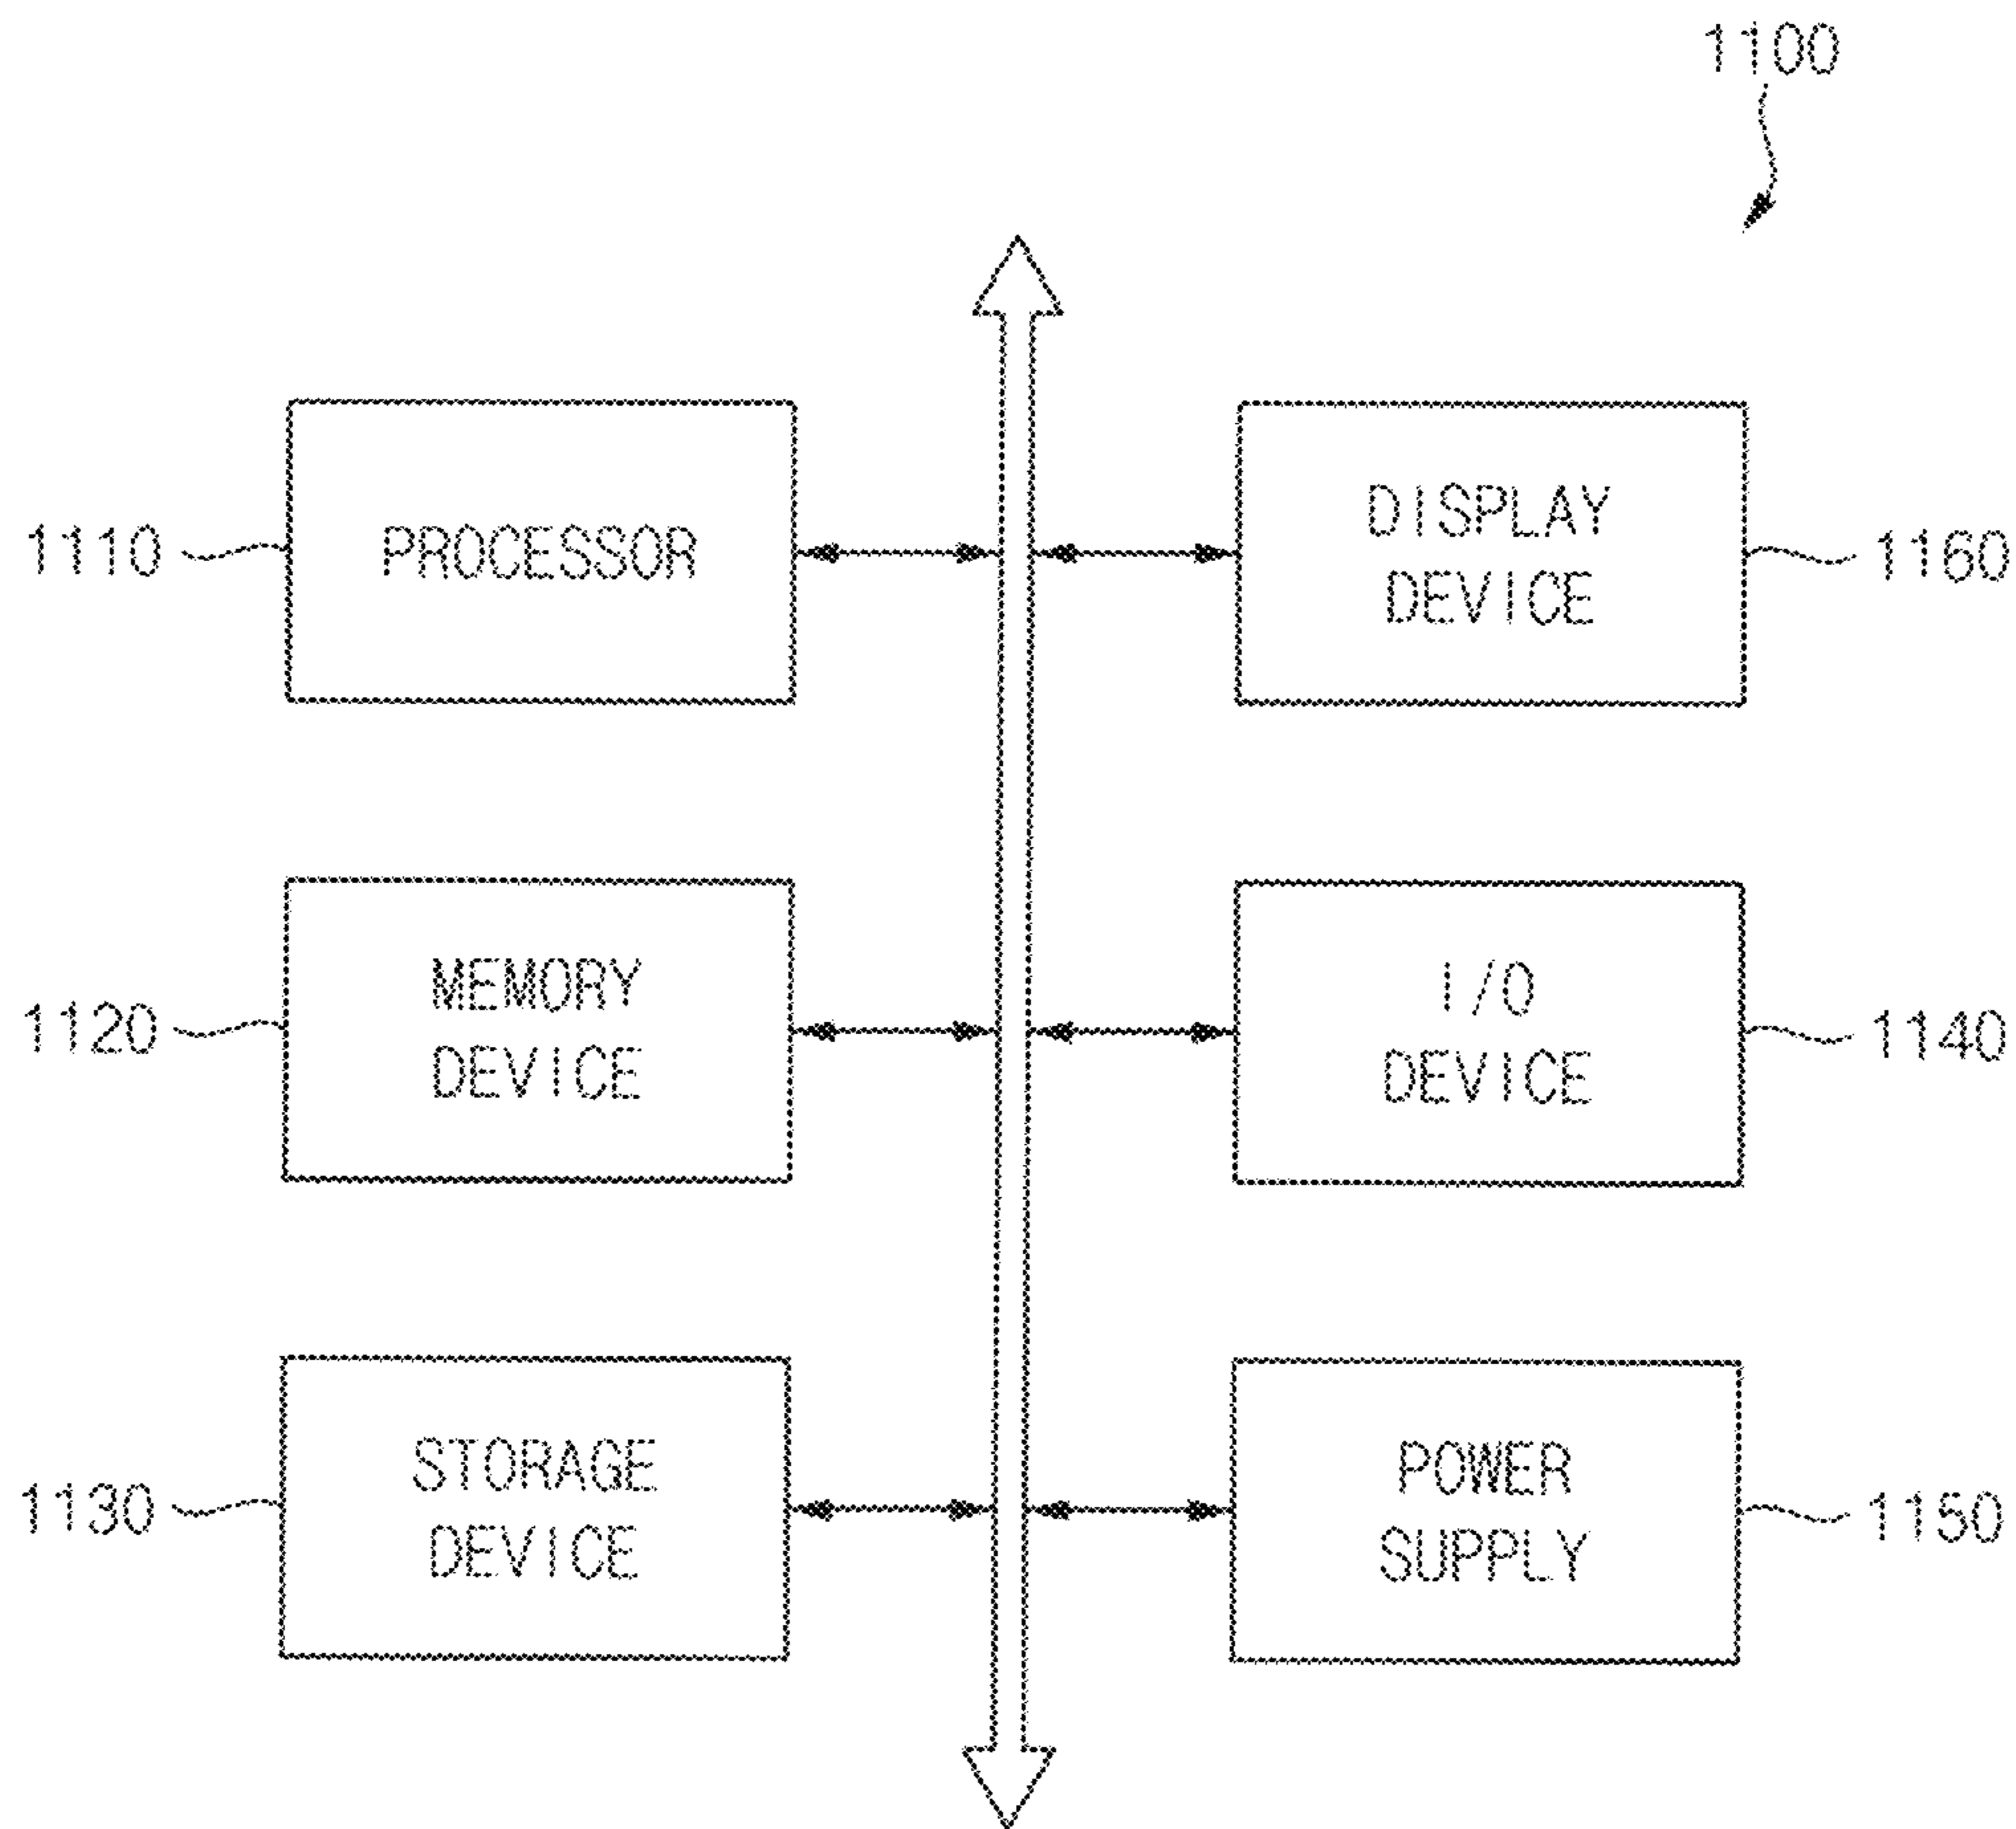 1100
1110
PROCESSOR
DISPLAY
DEVICE
1160
1120
MEMORY
DEVICE
I/O
DEVICE
1140
1130
STORAGE
DEVICE
POWER
SUPPLY
1150